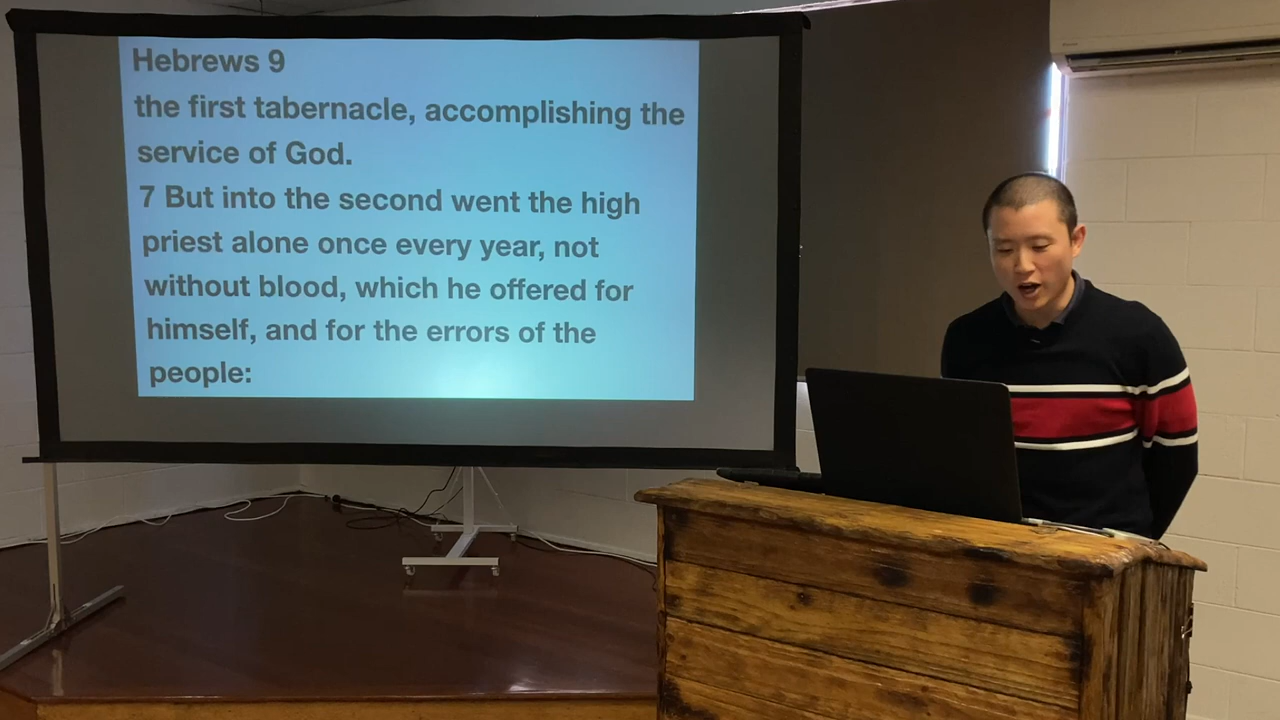 Hebrews 9
the first tabernacle, accomplishing the
service of God.
7 But into the second went the high
priest alone once every year, not
without blood, which he offered for
himself, and for the errors of the
people: